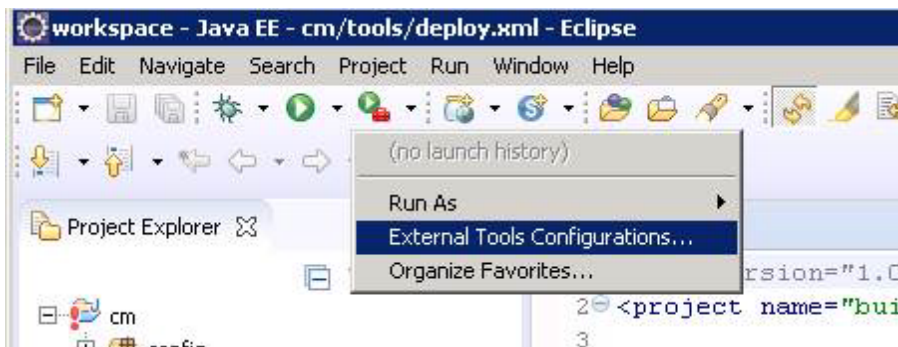 workspace - Java EE - cm/tools/deploy.xml - Eclipse
File Edit Navigate Search Project Run Window Help
(no launch history)
Run As
External Tools Configurations...
Organize Favorites...
Project Explorer
rsion="1.0
2 <project name="bui
3
cm
config